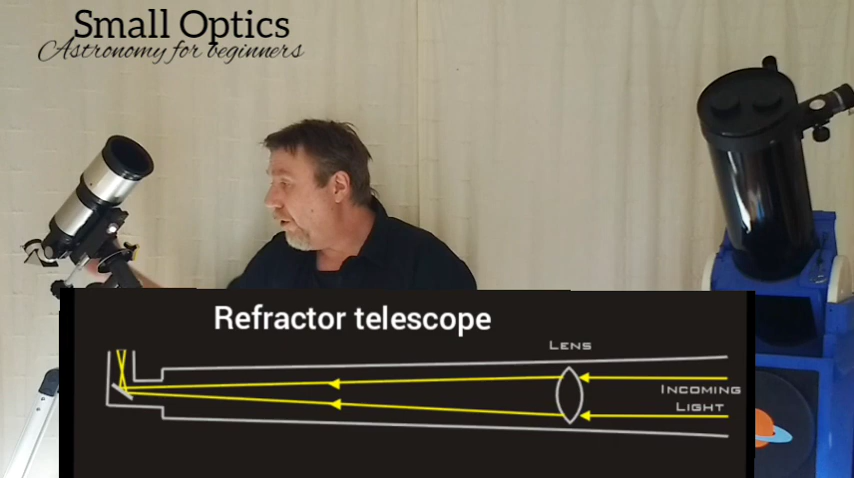 Small Optics
Astronomy for beginners
Refractor telescope
LENS
INCOMING
LIGHT